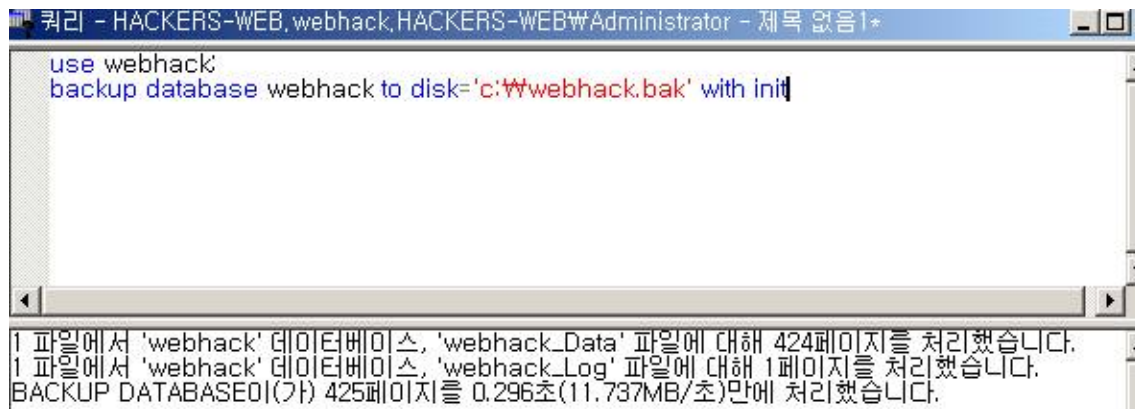 쿼리 - HACKERS-WEB,webhack,HACKERS-WEB₩Administrator - 제목 없음1*
use webhack;
backup database webhack to disk='c:₩webhack.bak' with init
1 파일에서 'webhack' 데이터베이스, 'webhack_Data' 파일에 대해 424페이지를 처리했습니다.
1 파일에서 'webhack' 데이터베이스, 'webhack_Log' 파일에 대해 1페이지를 처리했습니다.
BACKUP DATABASE이(가) 425페이지를 0.296초(11.737MB/초)만에 처리했습니다.